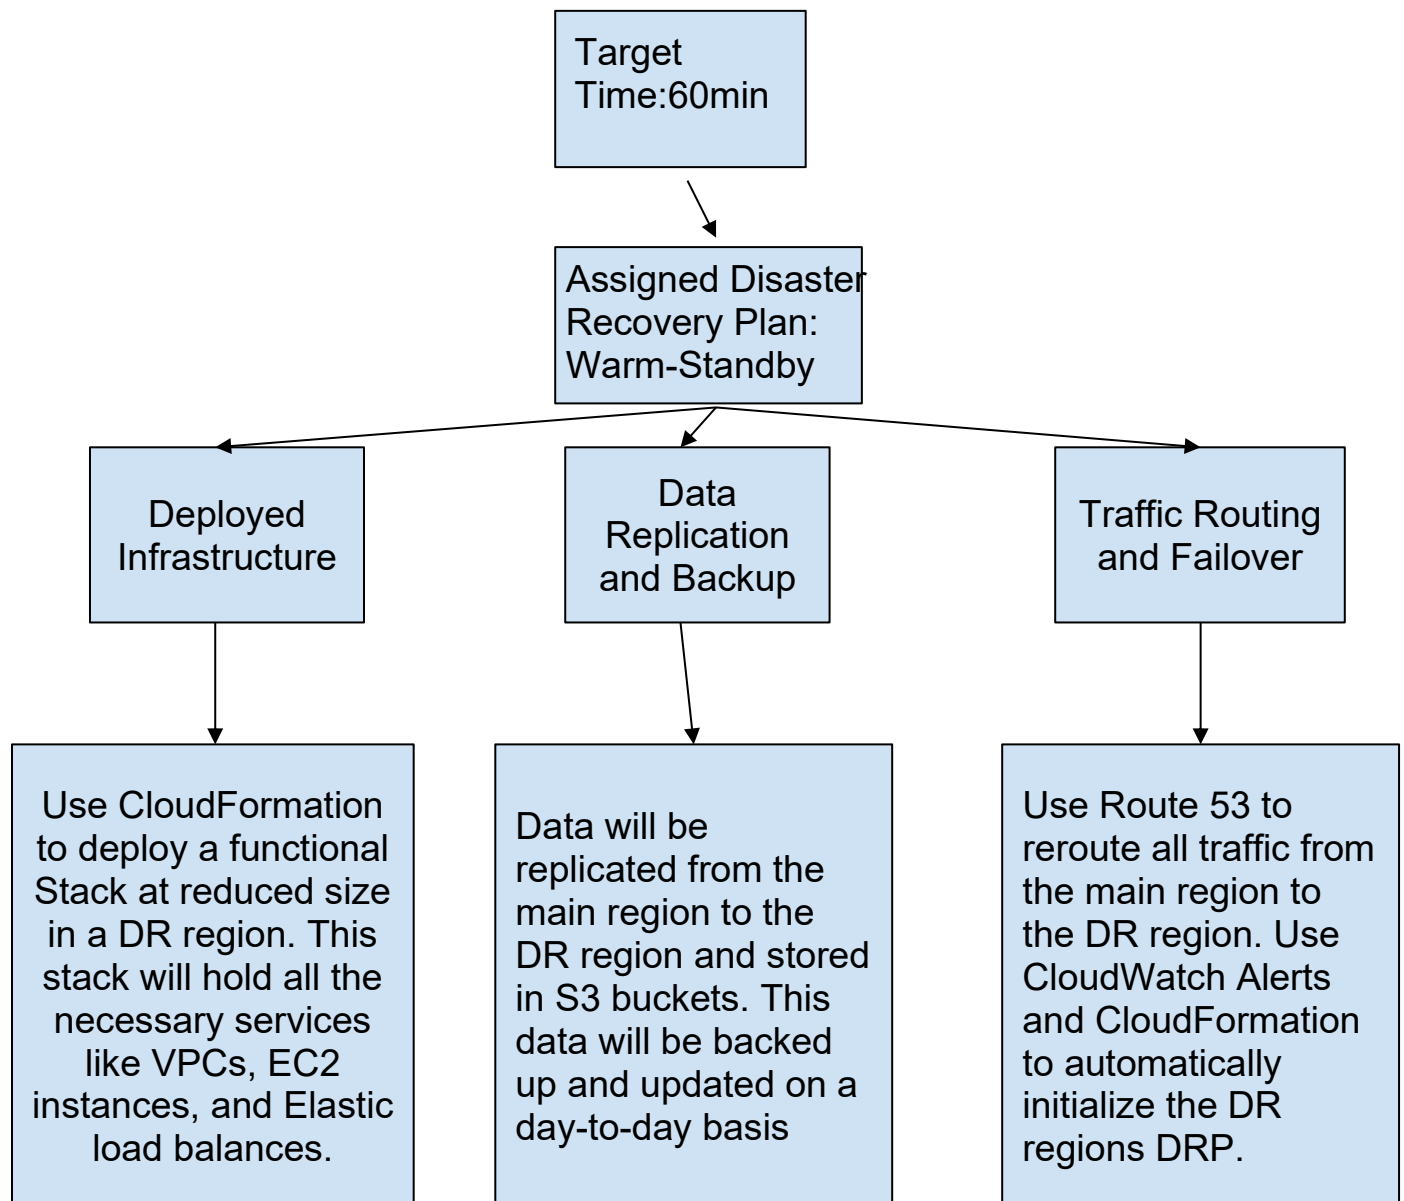 Target
Time:60min
Assigned Disaster
Recovery Plan:
Warm-Standby
Deployed
Infrastructure
Data
Replication
and Backup
Traffic Routing
and Failover
Use CloudFormation
to deploy a functional
Stack at reduced size
in a DR region. This
stack will hold all the
necessary services
like VPCs, EC2
instances, and Elastic
load balances.
Data will be
replicated from the
main region to the
DR region and stored
in S3 buckets. This
data will be backed
up and updated on a
day-to-day basis
Use Route 53 to
reroute all traffic from
the main region to
the DR region. Use
CloudWatch Alerts
and CloudFormation
to automatically
initialize the DR
regions DRP.